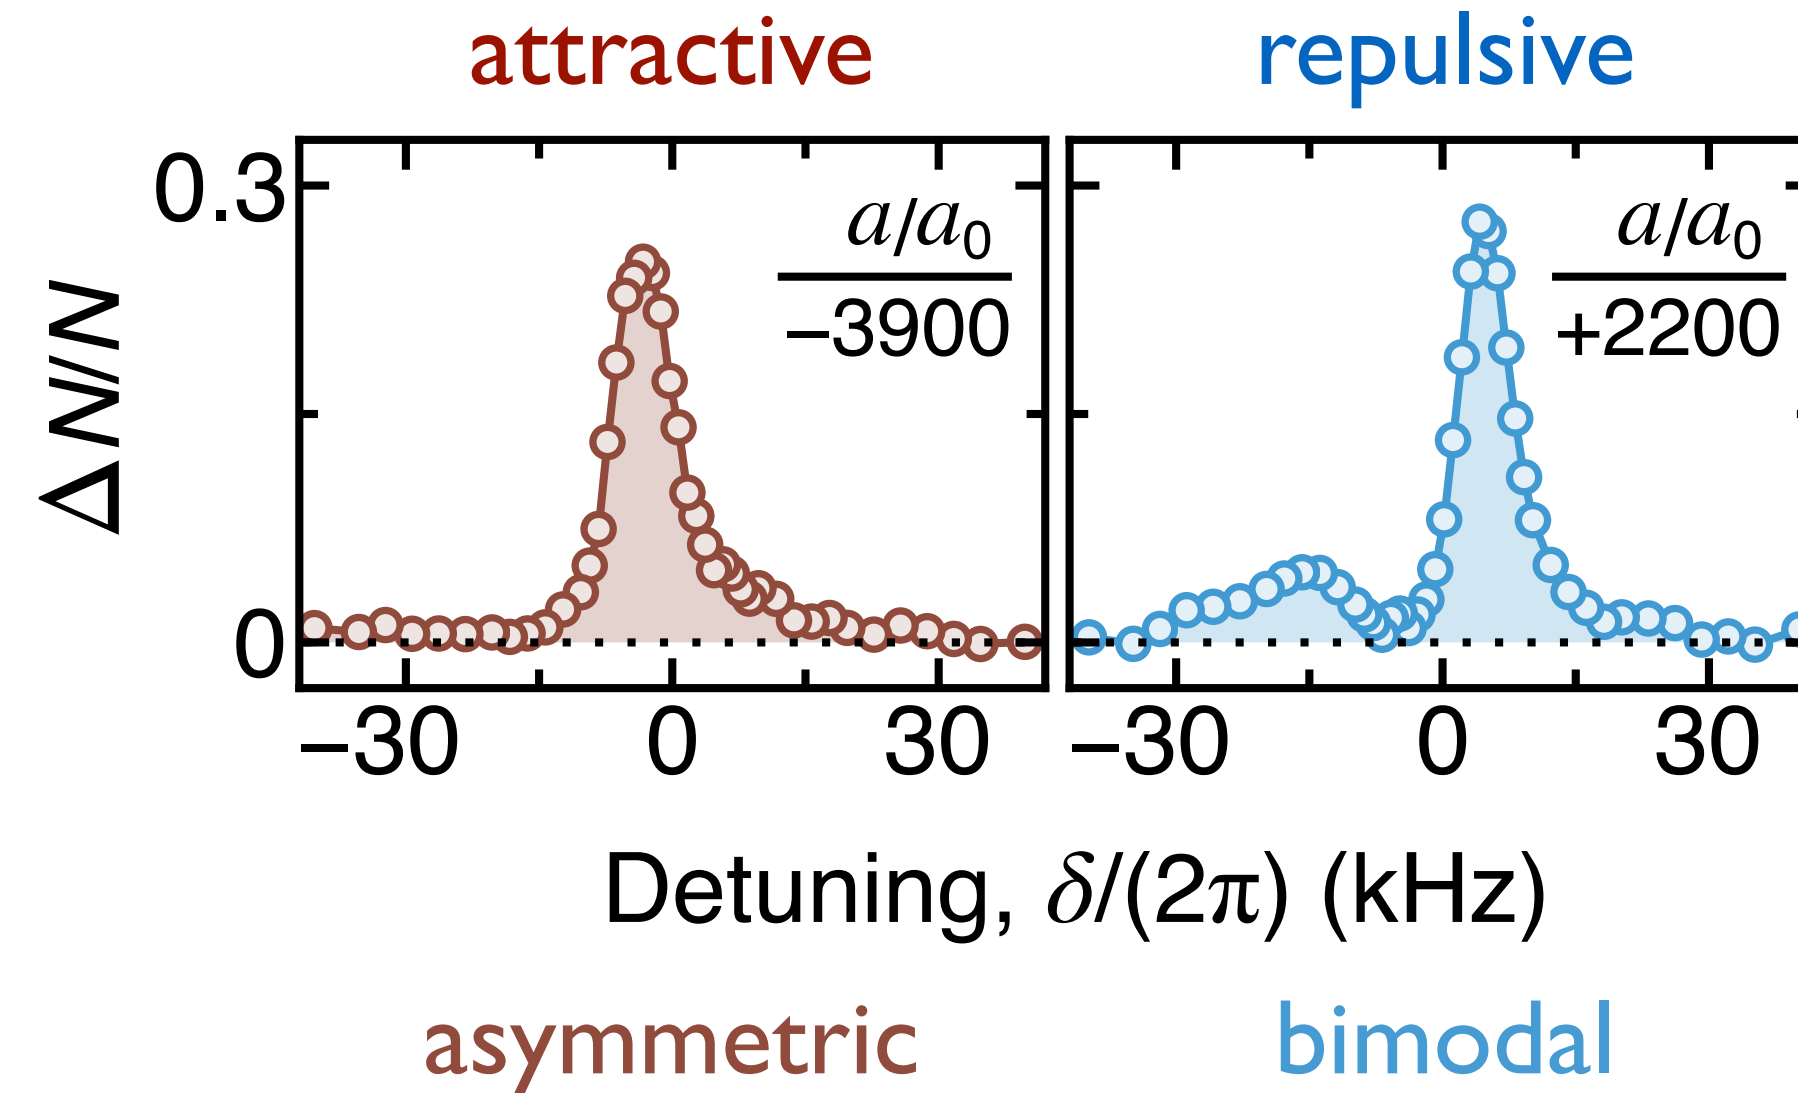 attractive repulsive
0.3
a/a₀ a/a₀
−3900 +2200
ΔN/N
0
−30 0 30 −30 0 30
Detuning, δ/(2π) (kHz)
asymmetric bimodal